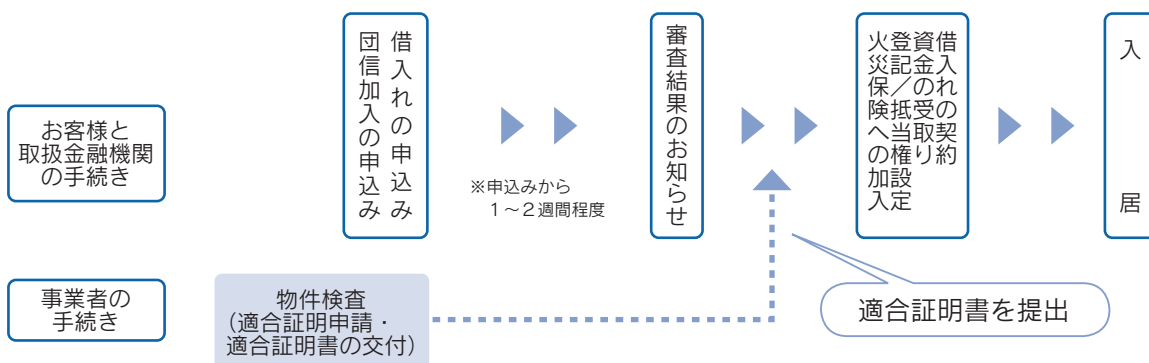 お客様と
取扱金融機関
の手続き
借入れの申込み
団信加入の申込み
※申込みから
1～2週間程度
審査結果のお知らせ
借入れの契約
資金の受取り
登記／抵当権設定
火災保険への加入
入居
事業者の
手続き
物件検査
（適合証明申請・
適合証明書の交付）
適合証明書を提出